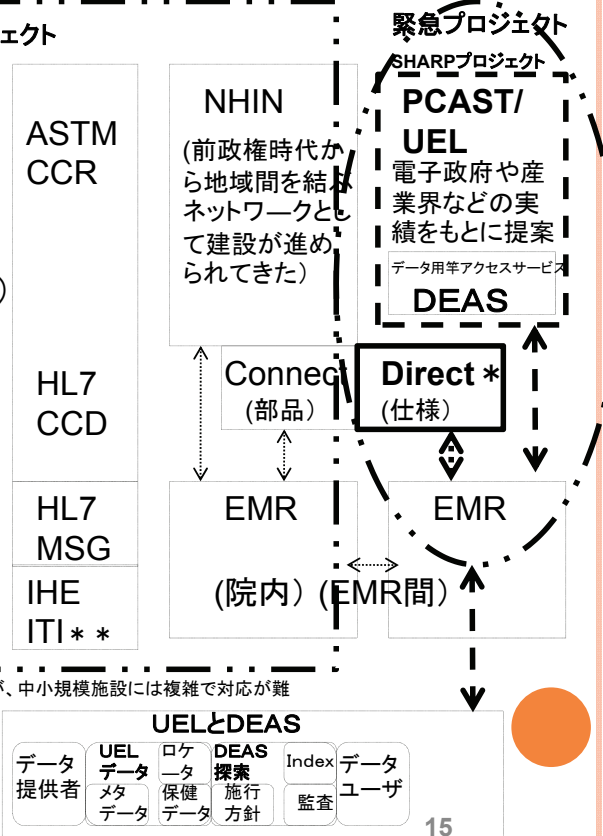 ェクト
緊急プロジェクト
SHARPプロジェクト
ASTM
CCR
HL7
CCD
HL7
MSG
IHE
ITI＊＊
NHIN
(前政権時代か
ら地域間を結ぶ
ネットワークとし
て建設が進め
られてきた）
PCAST/
UEL
電子政府や産
業界などの実
績をもとに提案
データ用竿アクセスサービス
DEAS
）
Connect
(部品）
Direct＊
(仕様）
EMR
(院内）
(EMR間）
EMR
が、中小規模施設には複雑で対応が難
UELとDEAS
データ
提供者
UEL
データ
メタ
データ
ロケ
ータ
保健
データ
DEAS
探索
施行
方針
Index
監査
データ
ユーザ
15